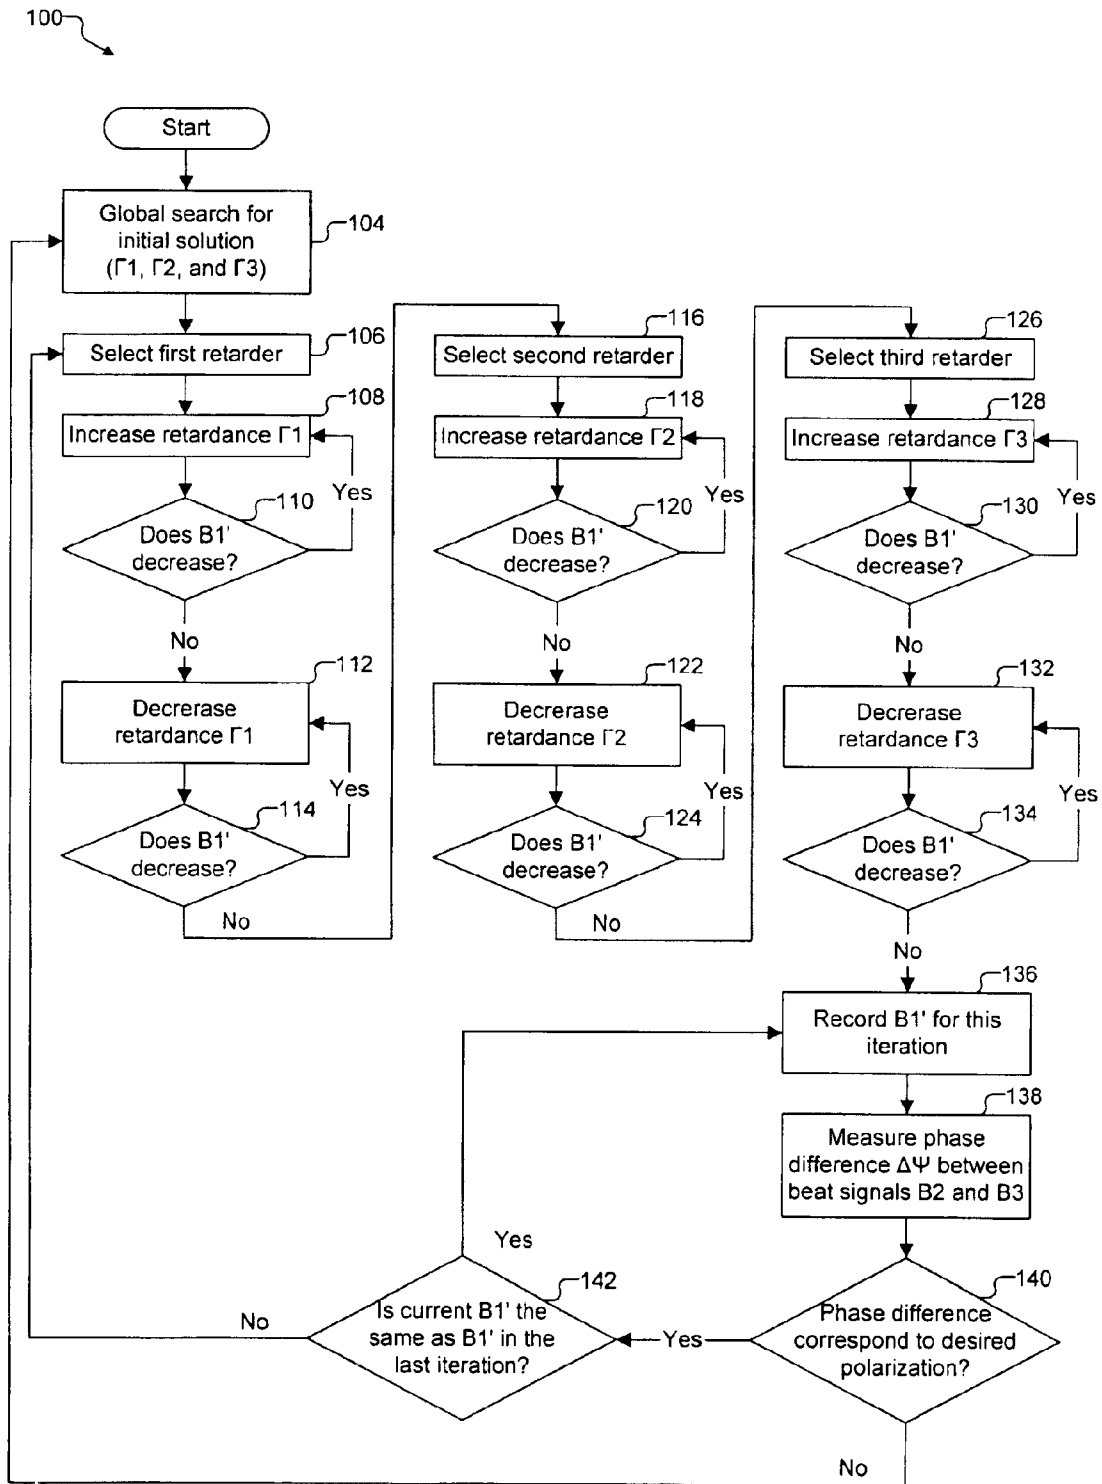 100
Start
Global search for
initial solution
(Γ1, Γ2, and Γ3)
104
Select first retarder
106
Increase retardance Γ1
108
Does B1'
decrease?
110
Yes
No
Decrerase
retardance Γ1
112
Yes
Does B1'
decrease?
114
No
Select second retarder
116
Increase retardance Γ2
118
Does B1'
decrease?
120
Yes
No
Decrerase
retardance Γ2
122
Yes
Does B1'
decrease?
124
No
Select third retarder
126
Increase retardance Γ3
128
Does B1'
decrease?
130
Yes
No
Decrerase
retardance Γ3
132
Yes
Does B1'
decrease?
134
No
Record B1' for this
iteration
136
Measure phase
difference ΔΨ between
beat signals B2 and B3
138
Phase difference
correspond to desired
polarization?
140
Yes
No
Is current B1' the
same as B1' in the
last iteration?
142
Yes
No